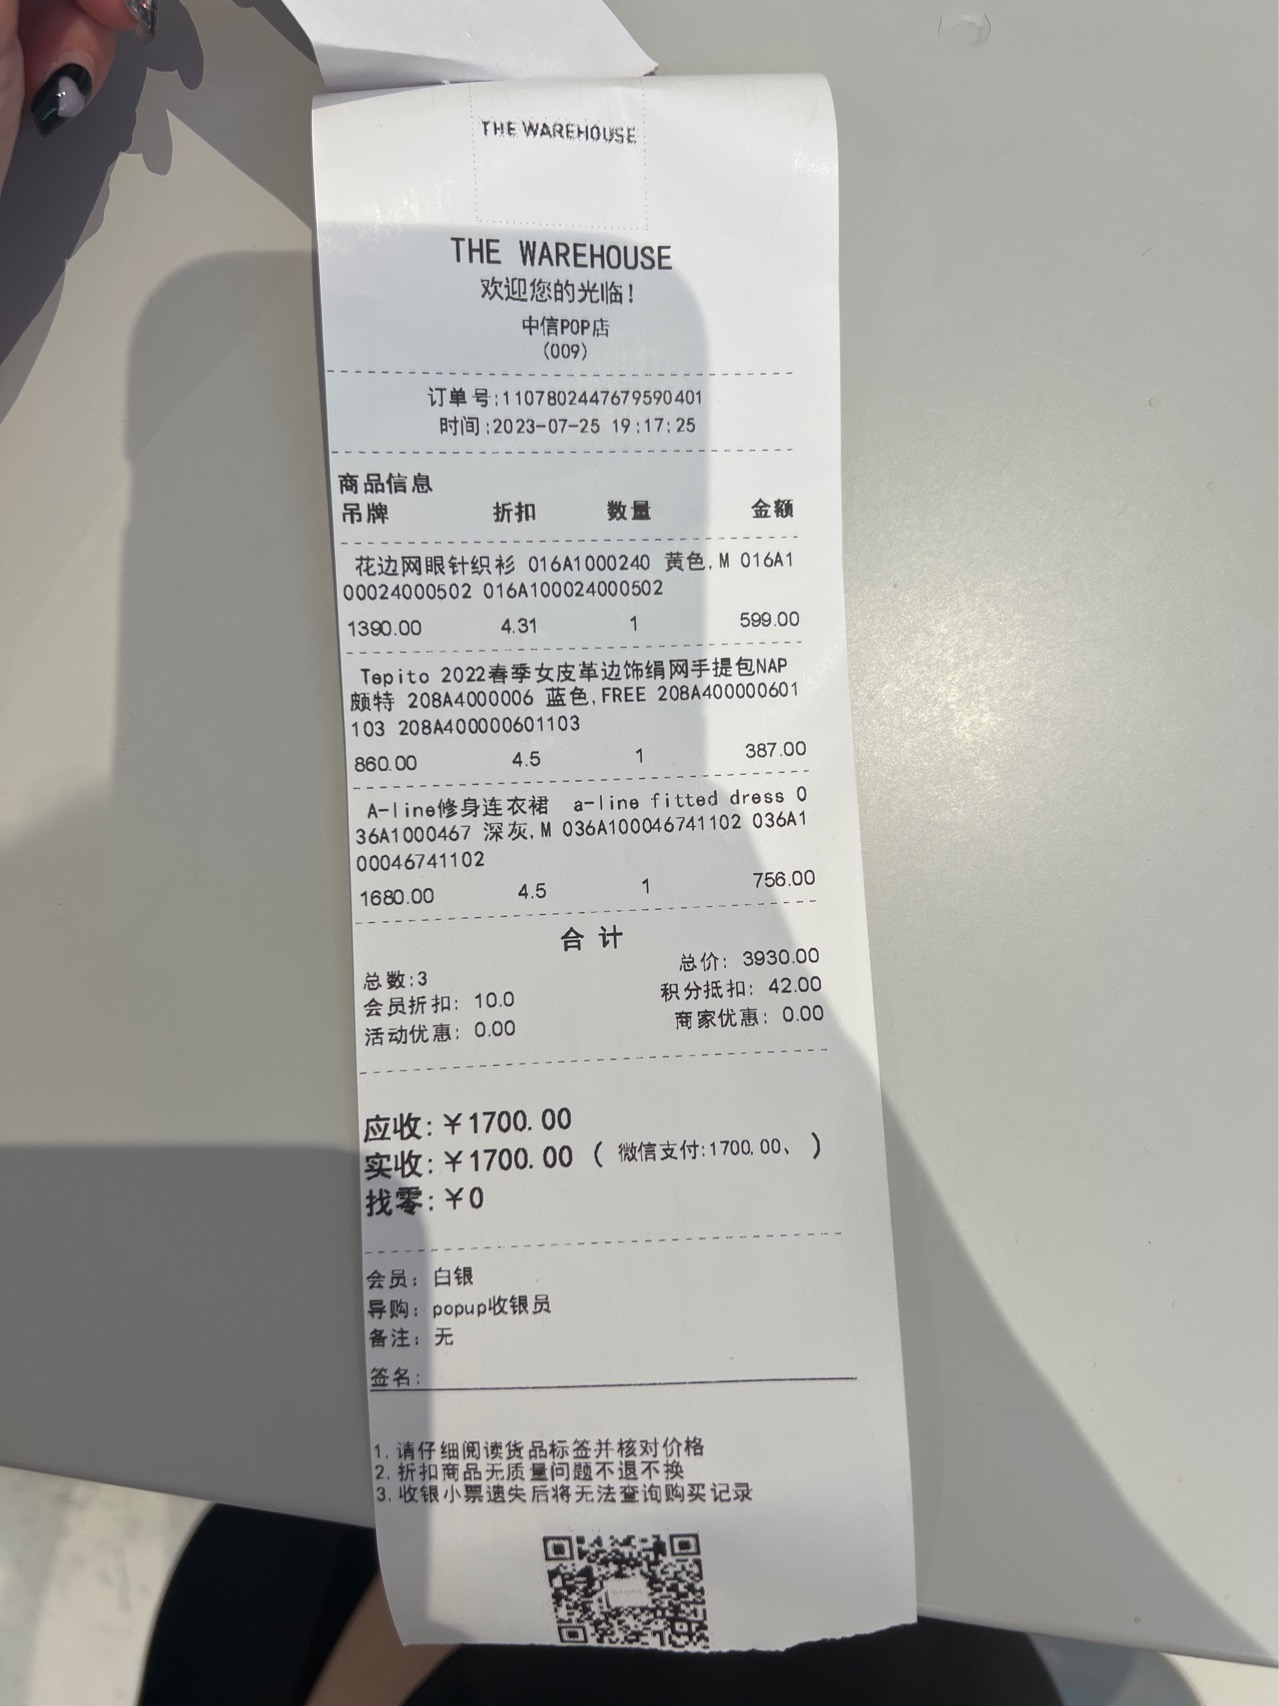 THE WAREHOUSE
THE WAREHOUSE
欢迎您的光临!
中信POP店
(009)
订单号:1107802447679590401
时间:2023-07-25 19:17:25
商品信息
吊牌 折扣 数量 金额
花边网眼针织衫 016A1000240 黄色,M 016A1
00024000502 016A100024000502
1390.00 4.31 1 599.00
Tepito 2022春季女皮革边饰绢网手提包NAP
颇特 208A4000006 蓝色,FREE 208A400000601
103 208A400000601103
860.00 4.5 1 387.00
A-line修身连衣裙 a-line fitted dress 0
36A1000467 深灰,M 036A100046741102 036A1
00046741102
1680.00 4.5 1 756.00
合 计
总数:3 总价: 3930.00
会员折扣: 10.0 积分抵扣: 42.00
活动优惠: 0.00 商家优惠: 0.00
应收:￥1700.00
实收:￥1700.00 ( 微信支付:1700.00、 )
找零:￥0
会员: 白银
导购: popup收银员
备注: 无
签名:
1. 请仔细阅读货品标签并核对价格
2. 折扣商品无质量问题不退不换
3. 收银小票遗失后将无法查询购买记录